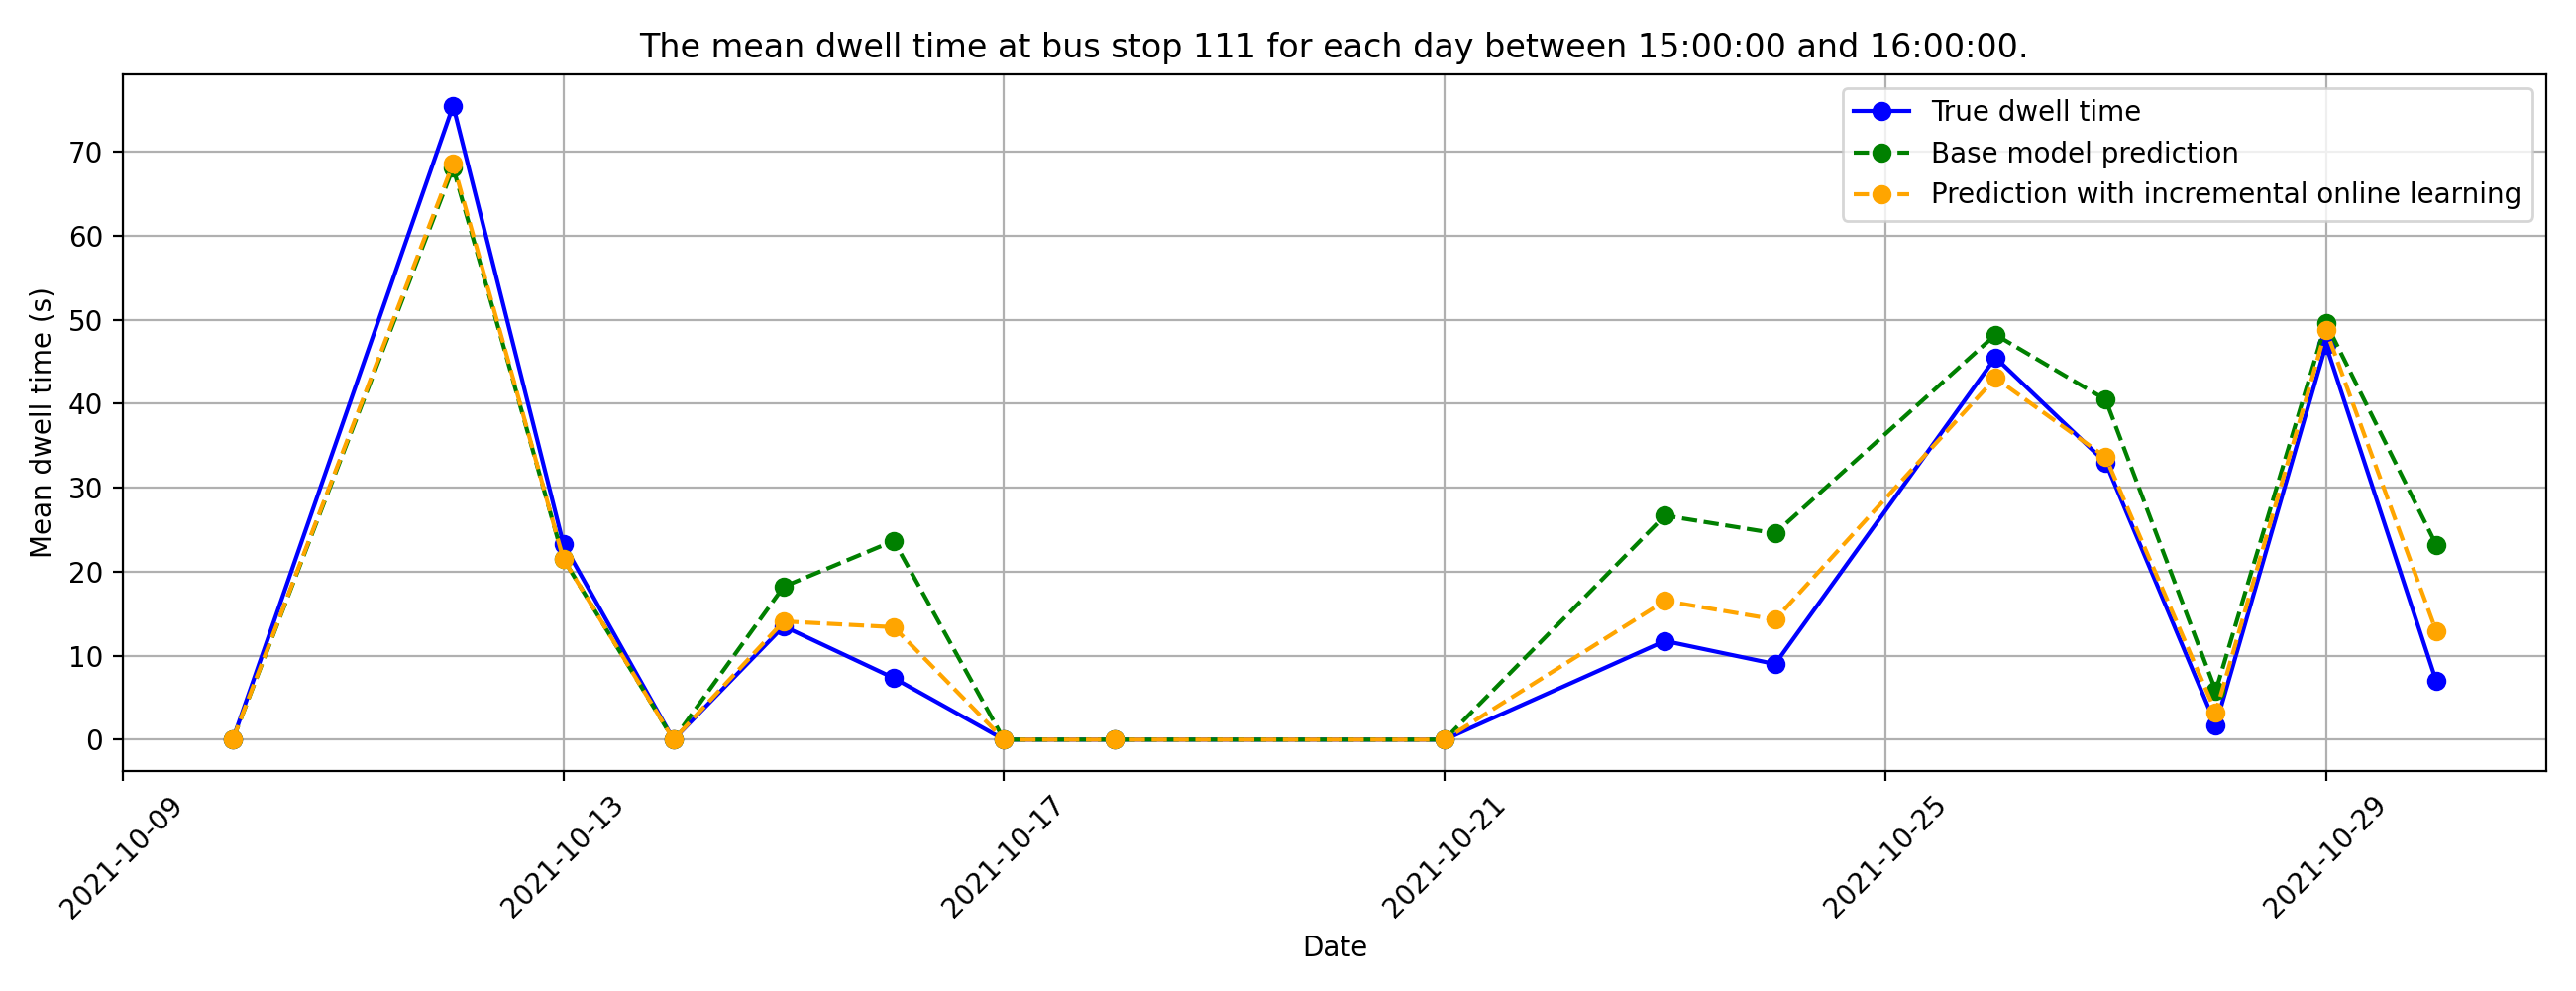 The mean dwell time at bus stop 111 for each day between 15:00:00 and 16:00:00.
True dwell time
Base model prediction
Prediction with incremental online learning
Mean dwell time (s)
70
60
50
40
30
20
10
0
2021-10-09
2021-10-13
2021-10-17
2021-10-21
2021-10-25
2021-10-29
Date